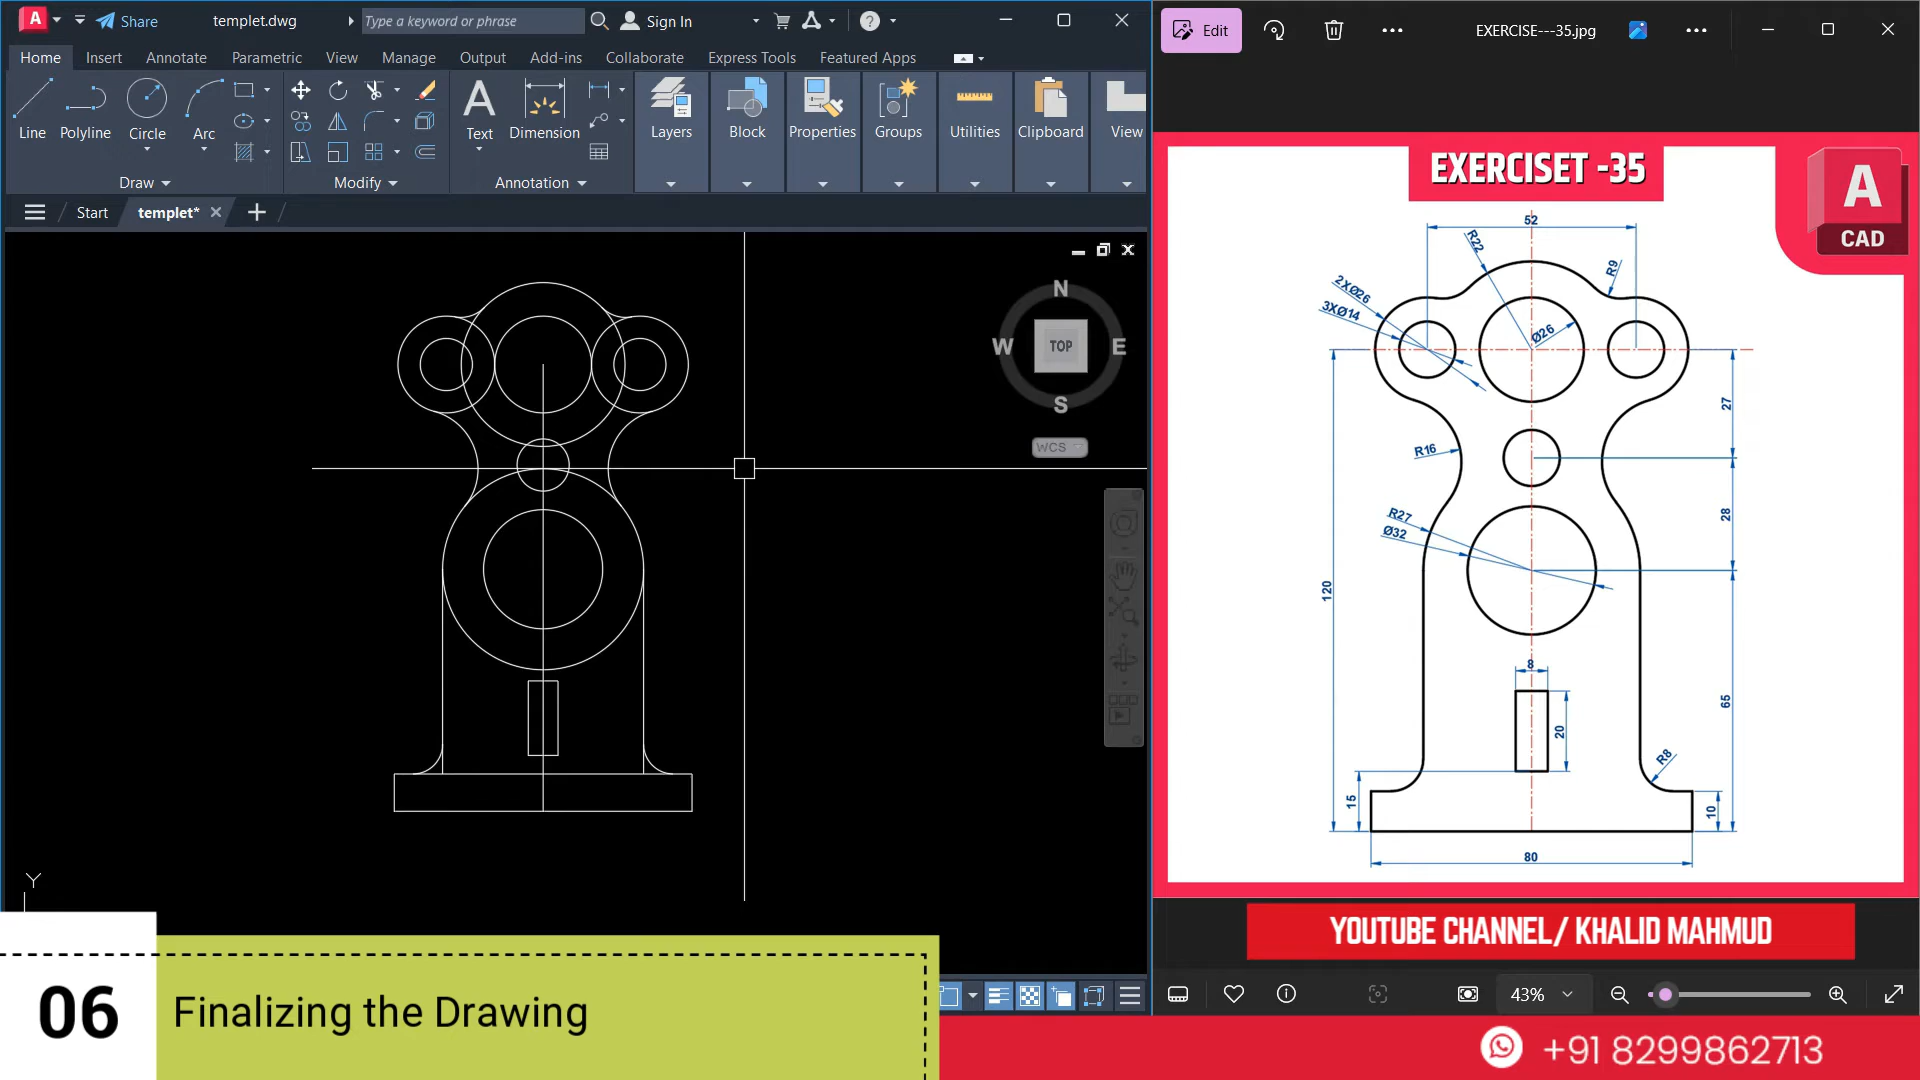 A Share templet.dwg Type a keyword or phrase Sign In
Home Insert Annotate Parametric View Manage Output Add-ins Collaborate Express Tools Featured Apps
Line Polyline Circle Arc
A
Text Dimension Layers Block Properties Groups Utilities Clipboard View
Draw Modify Annotation
Start templet*
N
W TOP E
S
WCS
Y
06 Finalizing the Drawing
Edit EXERCISE---35.jpg
EXERCISET -35
A
CAD
52
R22
R9
2XØ26
3XØ14
Ø26
27
R16
R27
Ø32
28
120
8
20
65
R8
15
10
80
YOUTUBE CHANNEL/ KHALID MAHMUD
43%
+91 8299862713